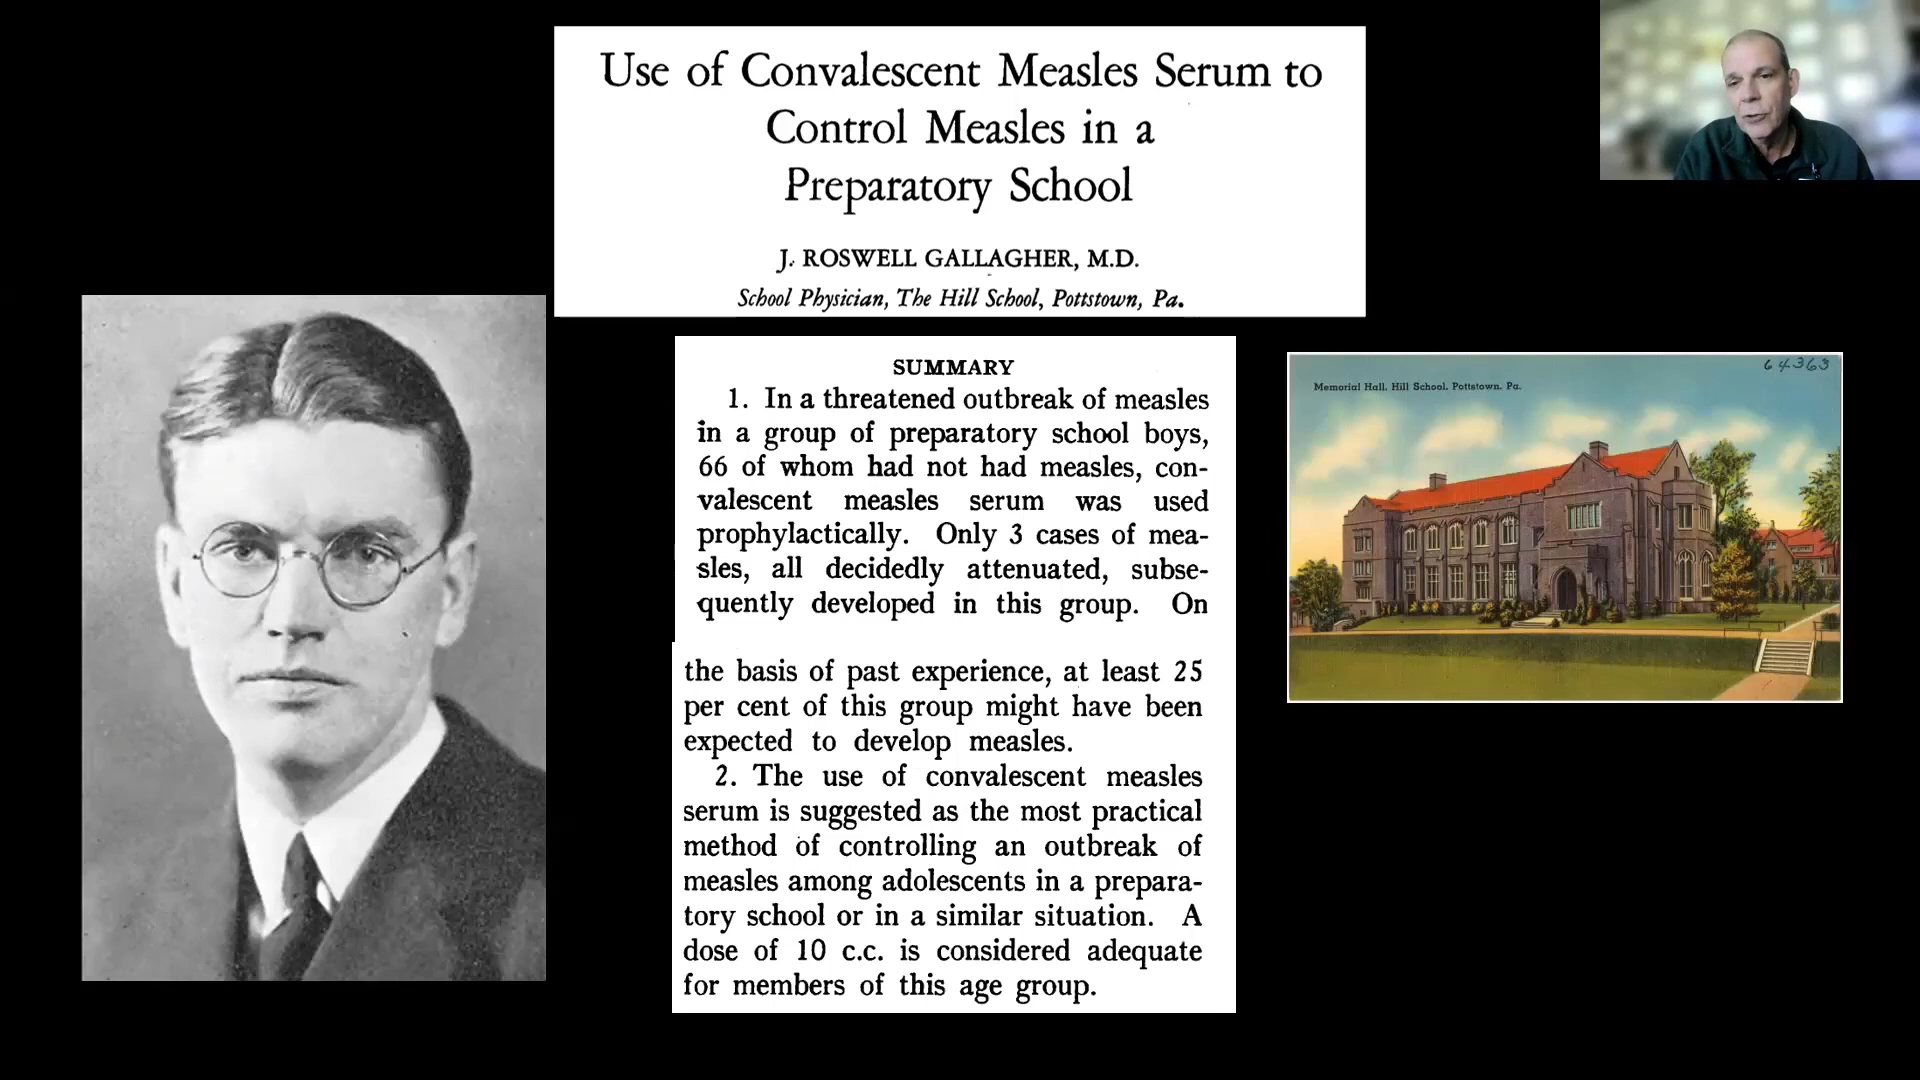 Use of Convalescent Measles Serum to
Control Measles in a
Preparatory School
J. ROSWELL GALLAGHER, M.D.
School Physician, The Hill School, Pottstown, Pa.
SUMMARY
1. In a threatened outbreak of measles
in a group of preparatory school boys,
66 of whom had not had measles, con-
valescent measles serum was used
prophylactically. Only 3 cases of mea-
sles, all decidedly attenuated, subse-
quently developed in this group. On
the basis of past experience, at least 25
per cent of this group might have been
expected to develop measles.
2. The use of convalescent measles
serum is suggested as the most practical
method of controlling an outbreak of
measles among adolescents in a prepara-
tory school or in a similar situation. A
dose of 10 c.c. is considered adequate
for members of this age group.
64363
Memorial Hall, Hill School, Pottstown, Pa.